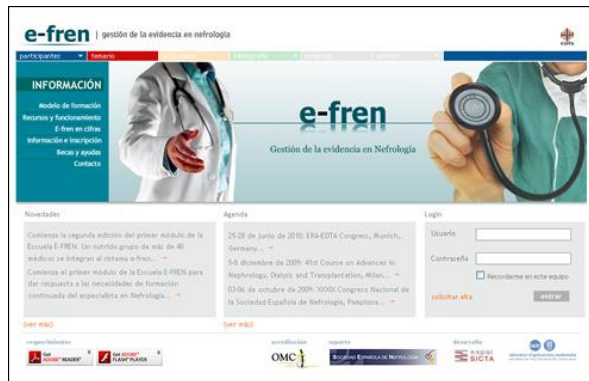 e-fren | gestión de la evidencia en nefrología
EDTA
participantes
temario
INFORMACIÓN
Modelo de formación
Recursos y funcionamiento
E-fren en cifras
Información e inscripción
Becas y ayudas
Contacto
e-fren
Gestión de la evidencia en Nefrología
Novedades
Comienza la segunda edición del primer módulo de la
Escuela E-FREN. Un nutrido grupo de más de 40
médicos se integran al sistema e-fren... →
Comienza el primer módulo de la Escuela E-FREN para
dar respuesta a las necesidades de formación
continuada del especialista en Nefrología... →
(ver más)
Agenda
25-28 de junio de 2010: ERA-EDTA Congress, Munich,
Germany... →
5-8 diciembre de 2009: 41st Course on Advances in
Nephrology, Dialysis and Transplantation, Milan... →
03-06 de octubre de 2009: XXXIX Congreso Nacional de
la Sociedad Española de Nefrología, Pamplona... →
(ver más)
Login
Usuario
Contraseña
Recordarme en este equipo
solicitar alta
entrar
requerimientos
Get ADOBE® READER®
Get ADOBE® FLASH® PLAYER
acreditación
OMC
soporte
SOCIEDAD ESPAÑOLA DE NEFROLOGÍA
desarrollo
espai
SICTA